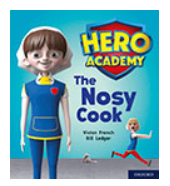 HERO
ACADEMY
The
Nosy
Cook
Vivian French
Bill Ledger
OXFORD